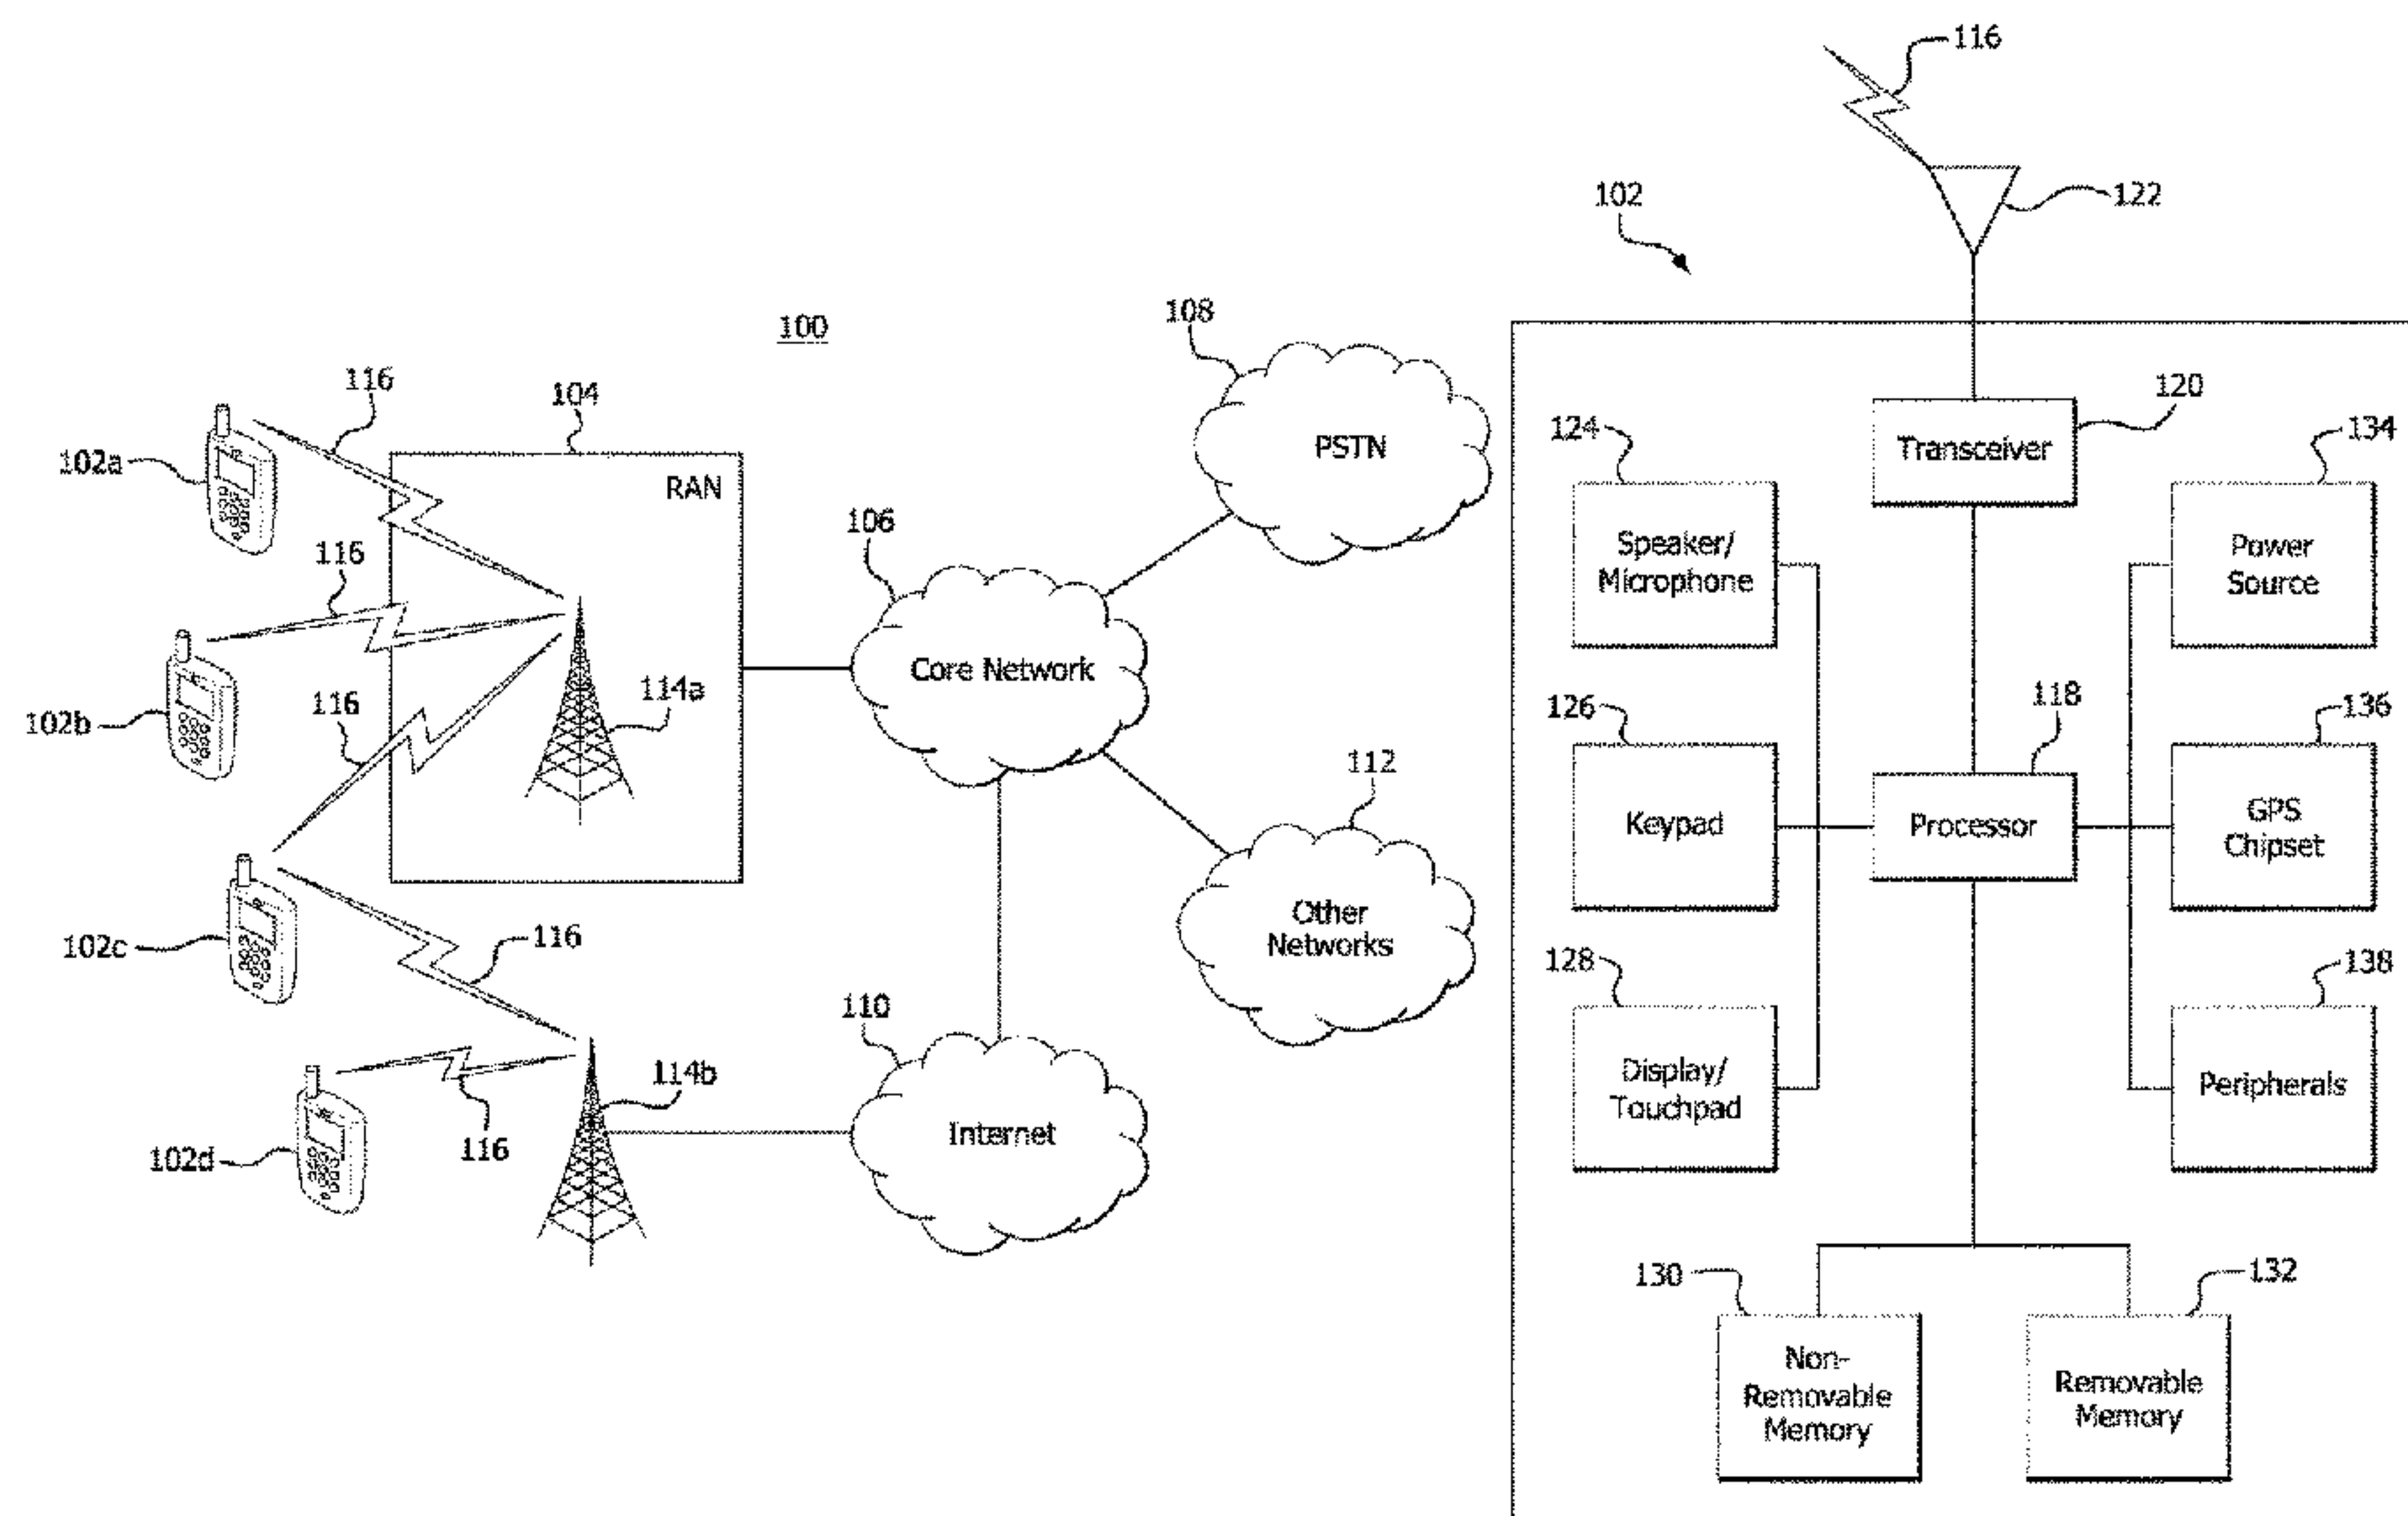 100
116
104
102a
RAN
108
PSTN
116
106
Core Network
102b
116
114a
112
Other
Networks
102c
116
110
Internet
114b
116
102d
116
122
102
120
Transceiver
124
Speaker/
Microphone
134
Power
Source
126
Keypad
118
Processor
136
GPS
Chipset
128
Display/
Touchpad
138
Peripherals
130
Non-
Removable
Memory
132
Removable
Memory